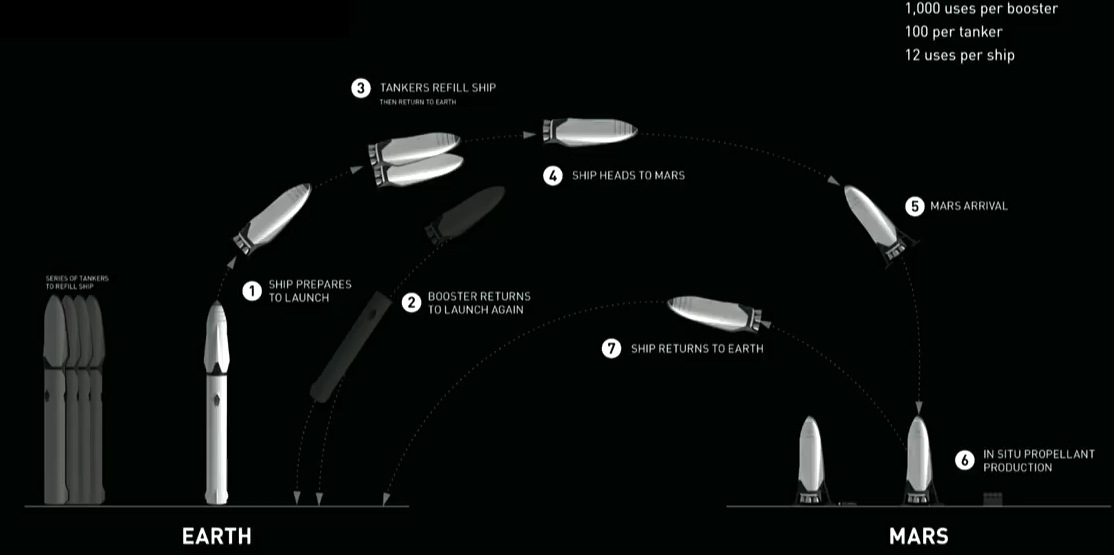 1,000 uses per booster
100 per tanker
12 uses per ship
3 TANKERS REFILL SHIP
THEN RETURN TO EARTH
4 SHIP HEADS TO MARS
5 MARS ARRIVAL
SERIES OF TANKERS
TO REFILL SHIP
1 SHIP PREPARES
TO LAUNCH
2 BOOSTER RETURNS
TO LAUNCH AGAIN
7 SHIP RETURNS TO EARTH
6 IN SITU PROPELLANT
PRODUCTION
EARTH
MARS